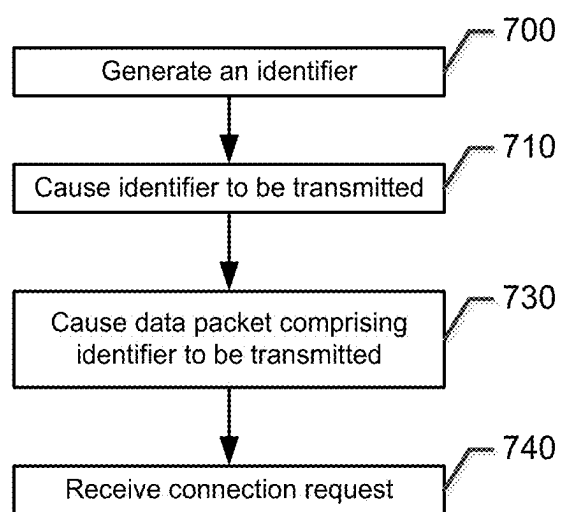 700
Generate an identifier
710
Cause identifier to be transmitted
730
Cause data packet comprising
identifier to be transmitted
740
Receive connection request